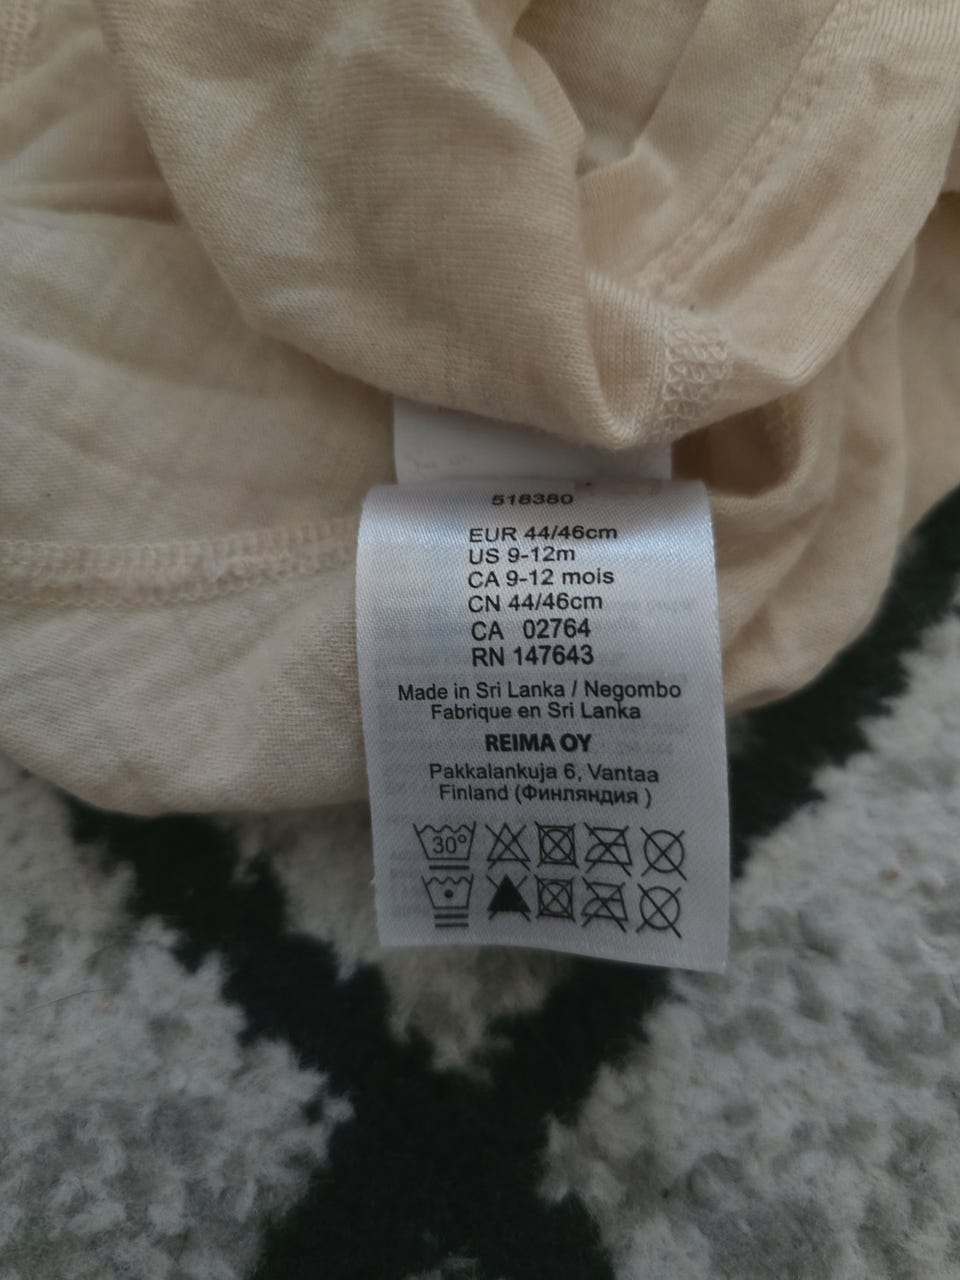 518380
EUR 44/46cm
US 9-12m
CA 9-12 mois
CN 44/46cm
CA 02764
RN 147643
Made in Sri Lanka / Negombo
Fabrique en Sri Lanka
REIMA OY
Pakkalankuja 6, Vantaa
Finland (Финляндия )
30°